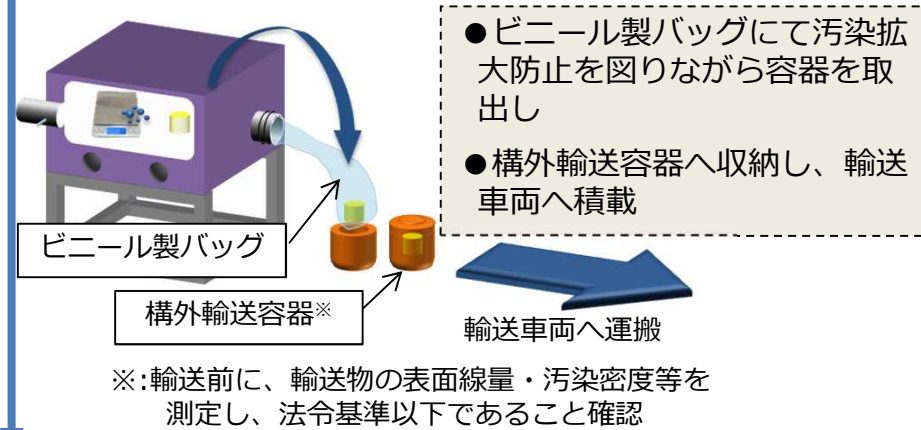 ●ビニール製バッグにて汚染拡
大防止を図りながら容器を取
出し
●構外輸送容器へ収納し、輸送
車両へ積載
ビニール製バッグ
構外輸送容器※
輸送車両へ運搬
※:輸送前に、輸送物の表面線量・汚染密度等を
測定し、法令基準以下であること確認